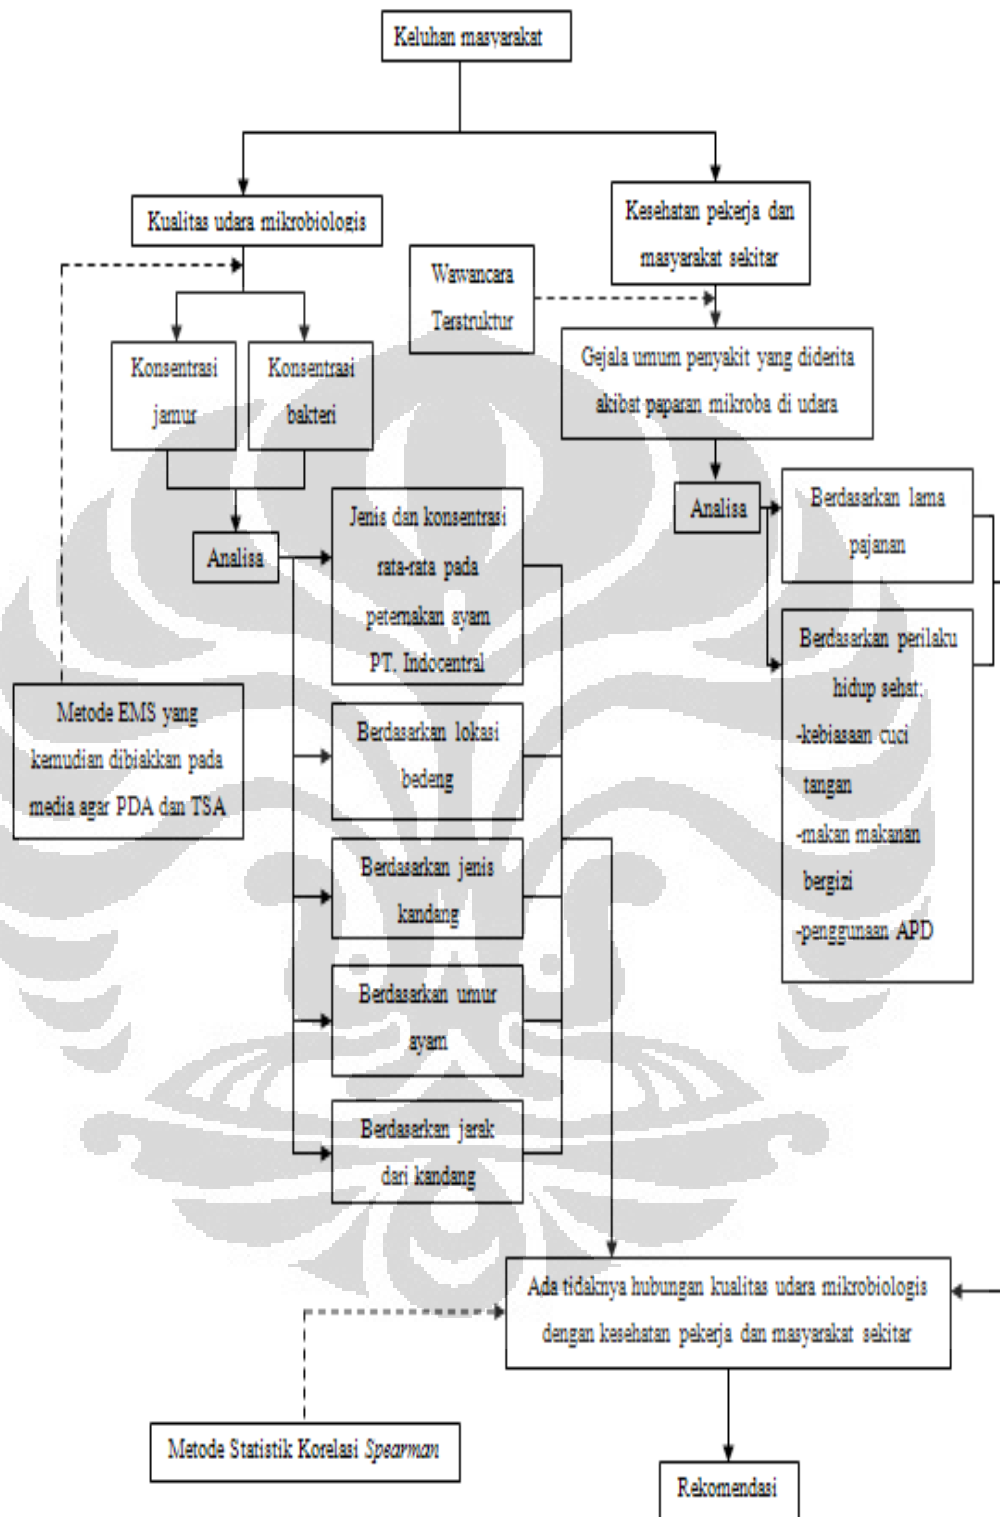 Keluhan masyarakat
Kualitas udara mikrobiologis
Kesehatan pekerja dan
masyarakat sekitar
Wawancara
Terstruktur
Konsentrasi
jamur
Konsentrasi
bakteri
Gejala umum penyakit yang diderita
akibat paparan mikroba di udara
Analisa
Jenis dan konsentrasi
rata-rata pada
peternakan ayam
PT. Indocentral
Analisa
Berdasarkan lama
pajanan
Berdasarkan perilaku
hidup sehat:
-kebiasaan cuci
tangan
-makan makanan
bergizi
-penggunaan APD
Metode EMS yang
kemudian dibiakkan pada
media agar PDA dan TSA
Berdasarkan lokasi
bedeng
Berdasarkan jenis
kandang
Berdasarkan umur
ayam
Berdasarkan jarak
dari kandang
Ada tidaknya hubungan kualitas udara mikrobiologis
dengan kesehatan pekerja dan masyarakat sekitar
Metode Statistik Korelasi Spearman
Rekomendasi